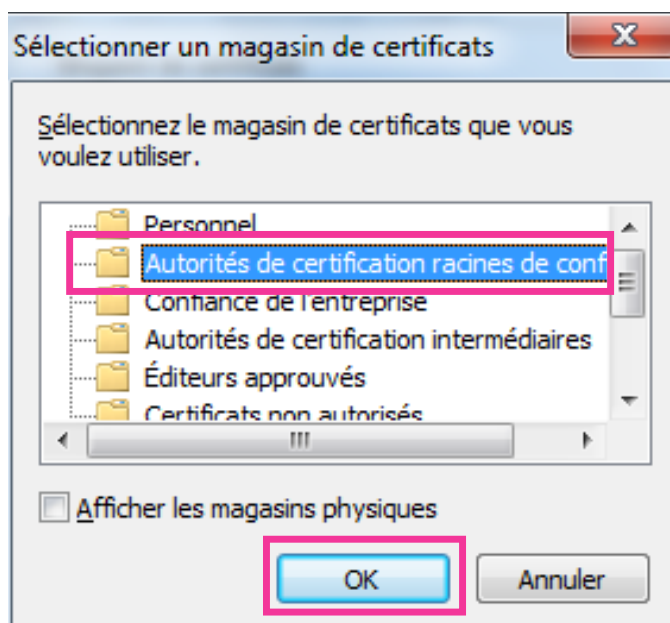 Sélectionner un magasin de certificats
Sélectionnez le magasin de certificats que vous
voulez utiliser.
Personnel
Autorités de certification racines de conf
Confiance de l'entreprise
Autorités de certification intermédiaires
Éditeurs approuvés
Certificats non autorisés
Afficher les magasins physiques
OK
Annuler